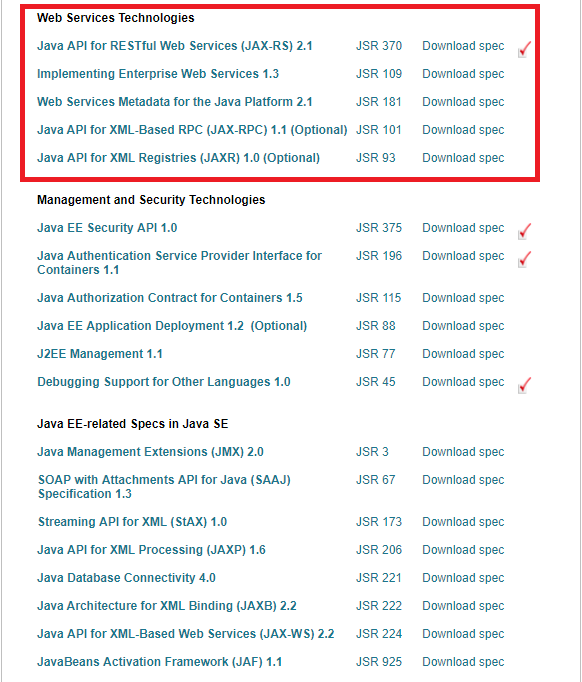 Web Services Technologies
Java API for RESTful Web Services (JAX-RS) 2.1 JSR 370 Download spec
Implementing Enterprise Web Services 1.3 JSR 109 Download spec
Web Services Metadata for the Java Platform 2.1 JSR 181 Download spec
Java API for XML-Based RPC (JAX-RPC) 1.1 (Optional) JSR 101 Download spec
Java API for XML Registries (JAXR) 1.0 (Optional) JSR 93 Download spec
Management and Security Technologies
Java EE Security API 1.0 JSR 375 Download spec
Java Authentication Service Provider Interface for JSR 196 Download spec
Containers 1.1
Java Authorization Contract for Containers 1.5 JSR 115 Download spec
Java EE Application Deployment 1.2 (Optional) JSR 88 Download spec
J2EE Management 1.1 JSR 77 Download spec
Debugging Support for Other Languages 1.0 JSR 45 Download spec
Java EE-related Specs in Java SE
Java Management Extensions (JMX) 2.0 JSR 3 Download spec
SOAP with Attachments API for Java (SAAJ) JSR 67 Download spec
Specification 1.3
Streaming API for XML (StAX) 1.0 JSR 173 Download spec
Java API for XML Processing (JAXP) 1.6 JSR 206 Download spec
Java Database Connectivity 4.0 JSR 221 Download spec
Java Architecture for XML Binding (JAXB) 2.2 JSR 222 Download spec
Java API for XML-Based Web Services (JAX-WS) 2.2 JSR 224 Download spec
JavaBeans Activation Framework (JAF) 1.1 JSR 925 Download spec